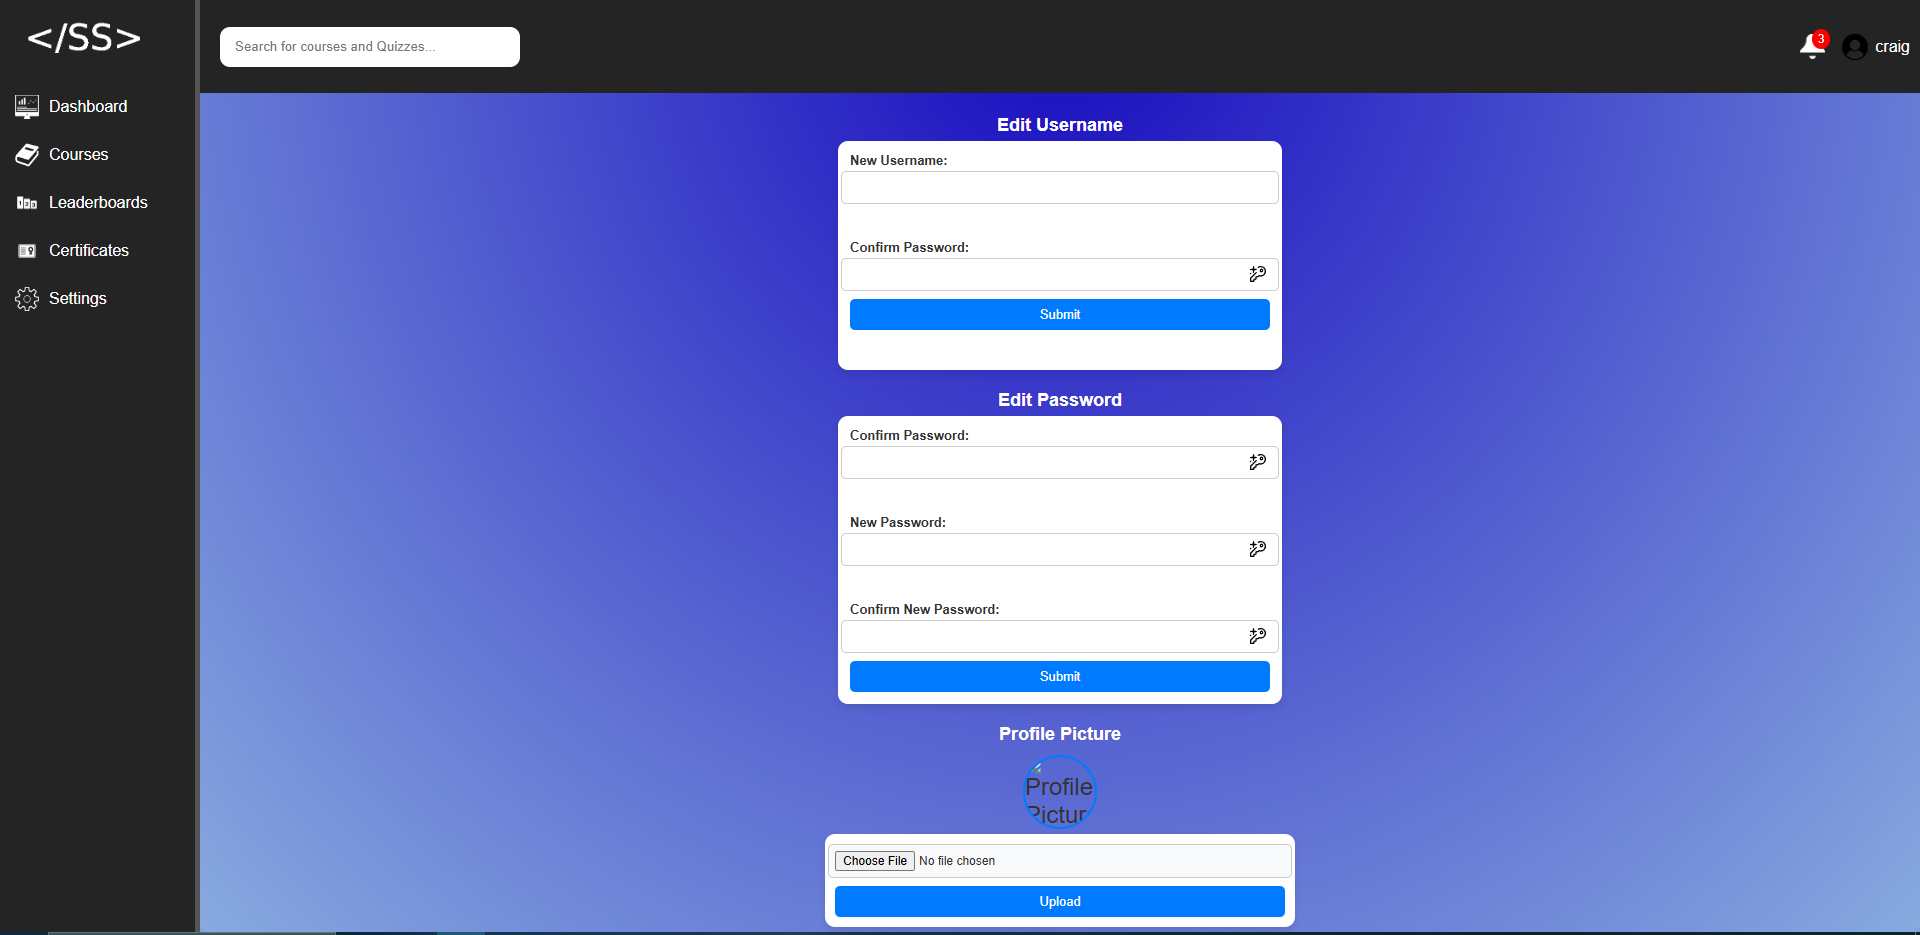 </SS>
Search for courses and Quizzes...
3
craig
Dashboard
Courses
Leaderboards
Certificates
Settings
Edit Username
New Username:
Confirm Password:
Submit
Edit Password
Confirm Password:
New Password:
Confirm New Password:
Submit
Profile Picture
Profile
Pictur
Choose File No file chosen
Upload